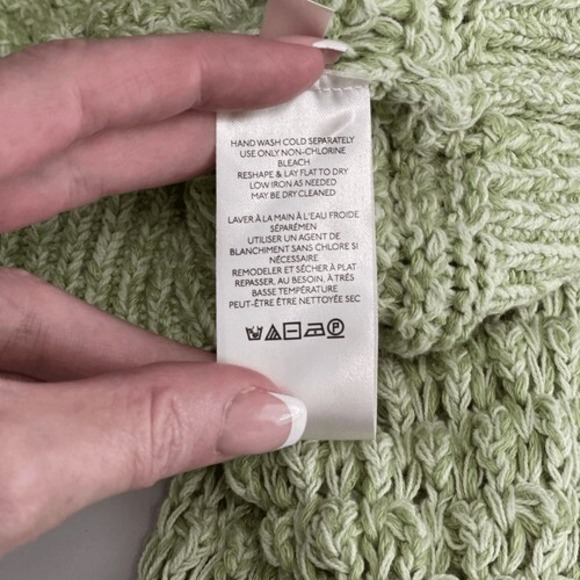 HAND WASH COLD SEPARATELY
USE ONLY NON-CHLORINE
BLEACH
RESHAPE & LAY FLAT TO DRY
LOW IRON AS NEEDED
MAY BE DRY CLEANED
LAVER À LA MAIN À L'EAU FROIDE
SÉPARÉMEN
UTILISER UN AGENT DE
BLANCHIMENT SANS CHLORE SI
NÉCESSAIRE
REMODELER ET SÉCHER À PLAT
REPASSER, AU BESOIN, À TRÈS
BASSE TEMPÉRATURE
PEUT-ÊTRE ÊTRE NETTOYÉE SEC
P